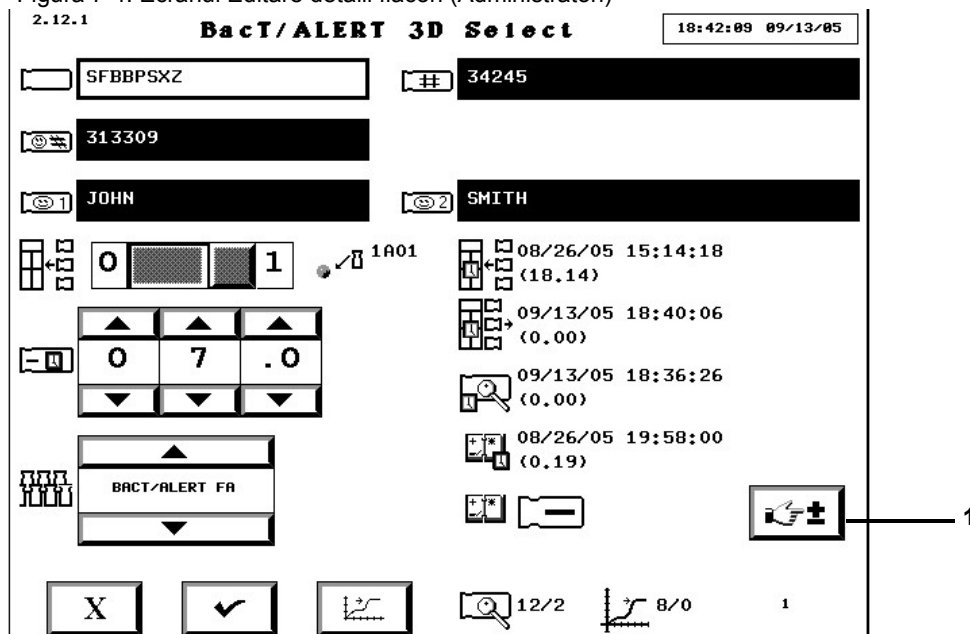 2.12.1
BacT/ALERT 3D Select
18:42:09 09/13/05
SFBBPSXZ
34245
313309
JOHN
SMITH
0 1
1A01
08/26/05 15:14:18
(18.14)
09/13/05 18:40:06
(0.00)
0 7 .0
09/13/05 18:36:26
(0.00)
08/26/05 19:58:00
(0.19)
BACT/ALERT FA
1
X
12/2
8/0
1